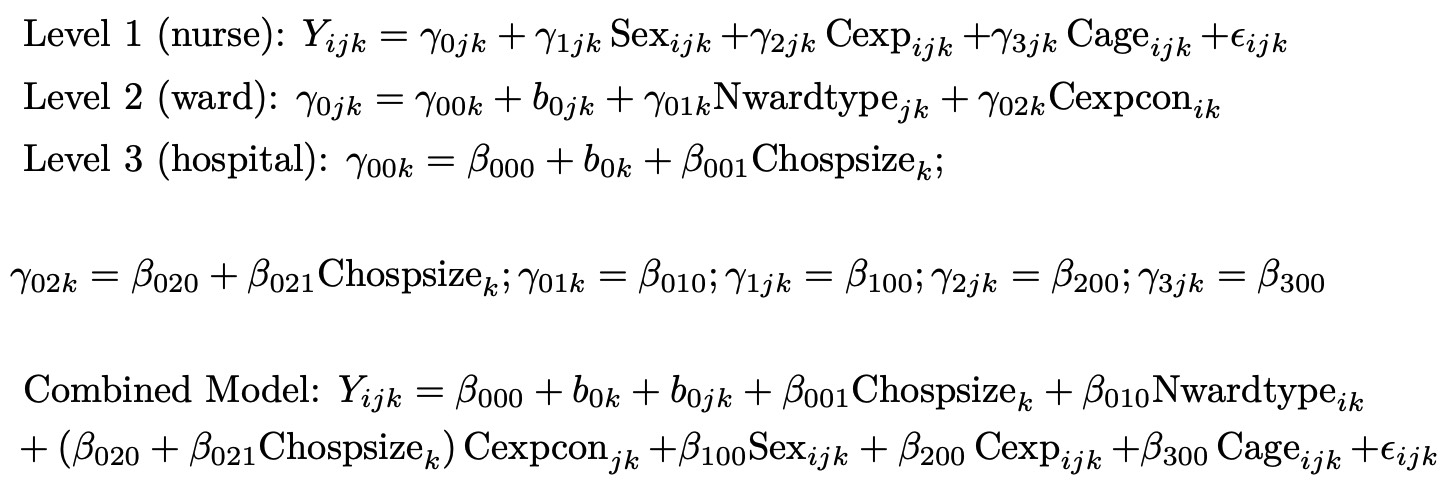 Level 1 (nurse): Y_{ijk} = γ_{0jk} + γ_{1jk} Sex_{ijk} +γ_{2jk} Cexp_{ijk} +γ_{3jk} Cage_{ijk} +ϵ_{ijk}
Level 2 (ward): γ_{0jk} = γ_{00k} + b_{0jk} + γ_{01k}Nwardtype_{jk} + γ_{02k}Cexpcon_{ik}
Level 3 (hospital): γ_{00k} = β_{000} + b_{0k} + β_{001}Chospsize_k;
γ_{02k} = β_{020} + β_{021}Chospsize_k; γ_{01k} = β_{010}; γ_{1jk} = β_{100}; γ_{2jk} = β_{200}; γ_{3jk} = β_{300}
Combined Model: Y_{ijk} = β_{000} + b_{0k} + b_{0jk} + β_{001}Chospsize_k + β_{010}Nwardtype_{ik}
+ (β_{020} + β_{021}Chospsize_k) Cexpcon_{jk} +β_{100}Sex_{ijk} + β_{200} Cexp_{ijk} +β_{300} Cage_{ijk} +ϵ_{ijk}